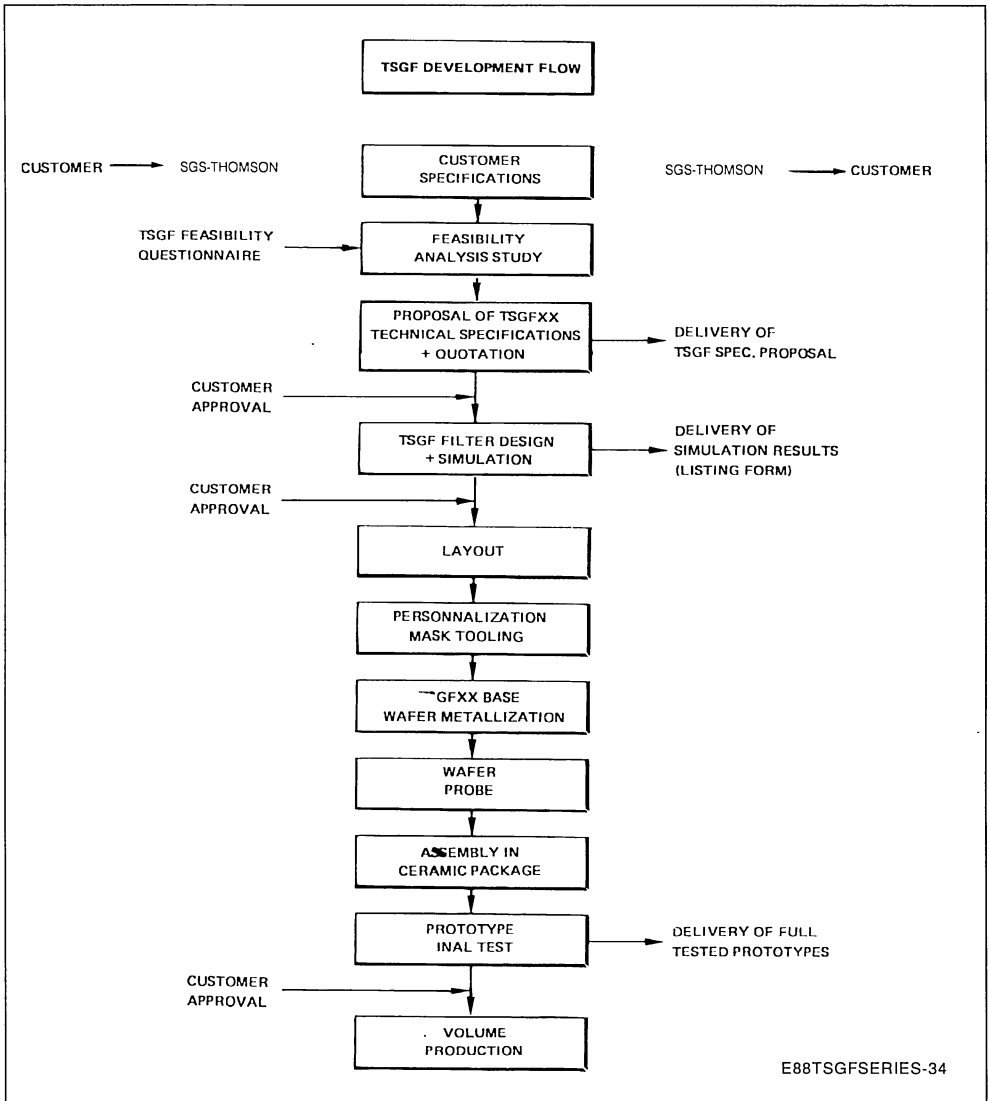 TSGF DEVELOPMENT FLOW
CUSTOMER
SGS-THOMSON
CUSTOMER
SPECIFICATIONS
SGS-THOMSON
CUSTOMER
TSGF FEASIBILITY
QUESTIONNAIRE
FEASIBILITY
ANALYSIS STUDY
PROPOSAL OF TSGFXX
TECHNICAL SPECIFICATIONS
+ QUOTATION
DELIVERY OF
TSGF SPEC. PROPOSAL
CUSTOMER
APPROVAL
TSGF FILTER DESIGN
+ SIMULATION
DELIVERY OF
SIMULATION RESULTS
(LISTING FORM)
CUSTOMER
APPROVAL
LAYOUT
PERSONNALIZATION
MASK TOOLING
GFXX BASE
WAFER METALLIZATION
WAFER
PROBE
ASSEMBLY IN
CERAMIC PACKAGE
PROTOTYPE
INAL TEST
DELIVERY OF FULL
TESTED PROTOTYPES
CUSTOMER
APPROVAL
VOLUME
PRODUCTION
E88TSGFSERIES-34